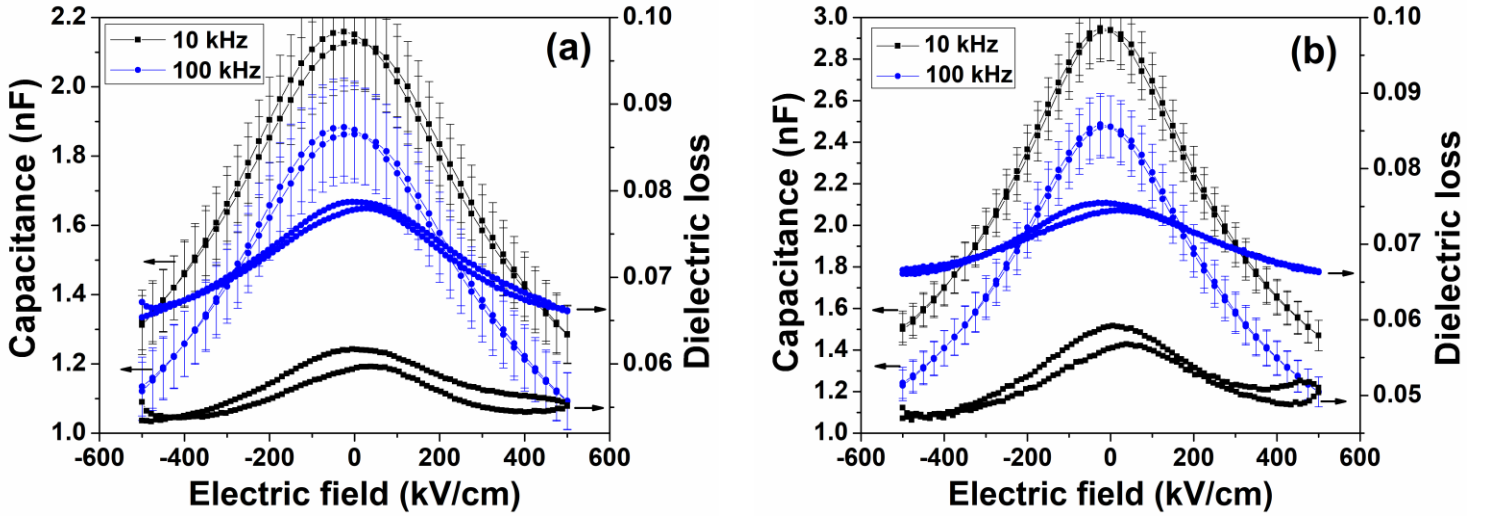 (a)
10 kHz
100 kHz
Capacitance (nF)
2.2
2.0
1.8
1.6
1.4
1.2
1.0
0.10
0.09
0.08
0.07
0.06
Dielectric loss
-600 -400 -200 0 200 400 600
Electric field (kV/cm)
(b)
10 kHz
100 kHz
Capacitance (nF)
3.0
2.8
2.6
2.4
2.2
2.0
1.8
1.6
1.4
1.2
1.0
0.10
0.09
0.08
0.07
0.06
0.05
Dielectric loss
-600 -400 -200 0 200 400 600
Electric field (kV/cm)